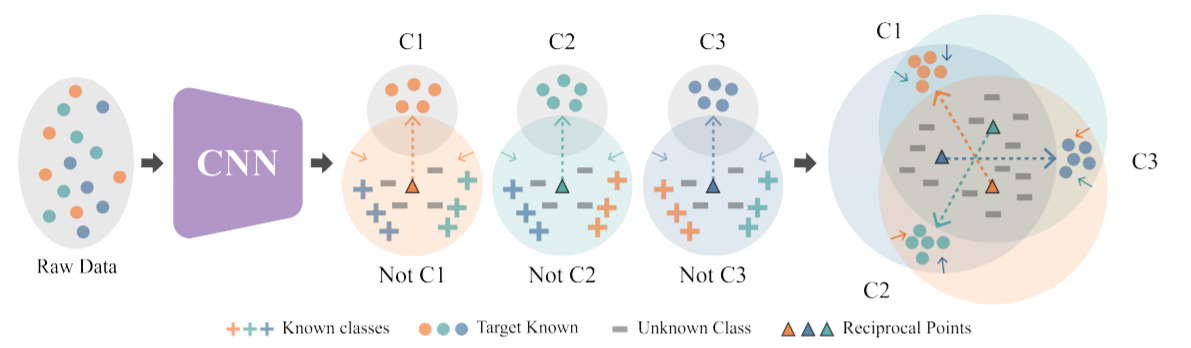 C1
C2
C3
C1
CNN
C3
Raw Data
Not C1
Not C2
Not C3
C2
Known classes
Target Known
Unknown Class
Reciprocal Points